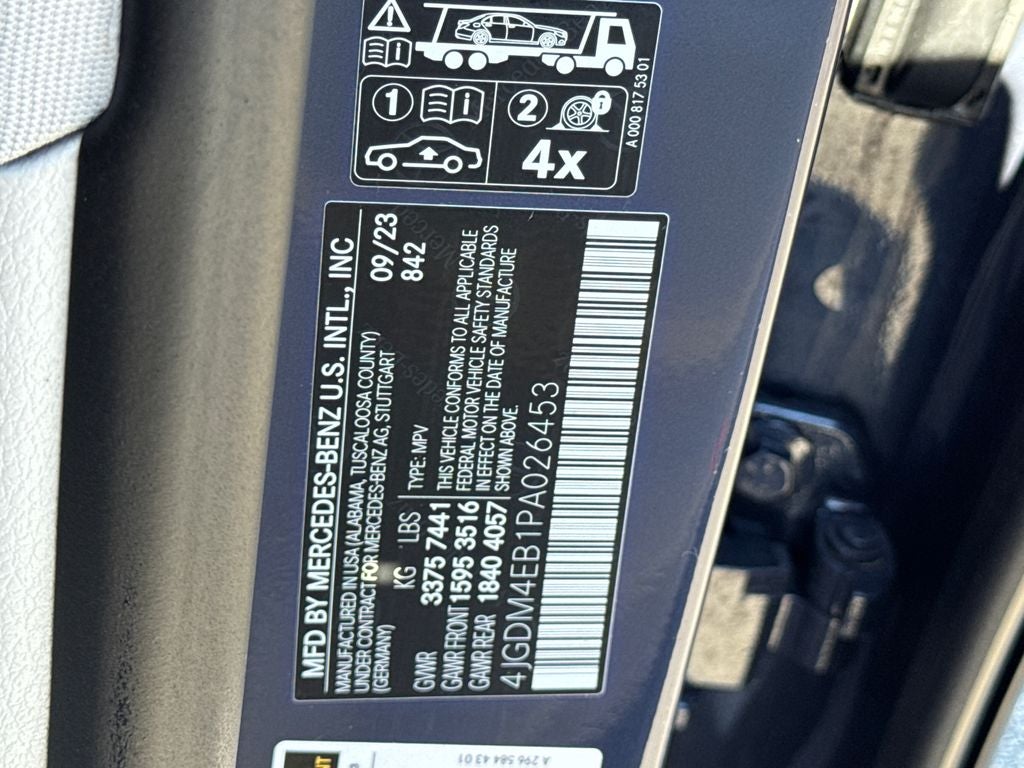 1
2
4x
A 000 817 53 01
MFD BY MERCEDES-BENZ U.S. INTL., INC
MANUFACTURED IN USA (ALABAMA, TUSCALOOSA COUNTY)
UNDER CONTRACT FOR MERCEDES-BENZ AG, STUTTGART
(GERMANY)
09/23
842
KG LBS
TYPE: MPV
GVWR 3375 7441
GAWR FRONT 1595 3516
GAWR REAR 1840 4057
THIS VEHICLE CONFORMS TO ALL APPLICABLE
FEDERAL MOTOR VEHICLE SAFETY STANDARDS
IN EFFECT ON THE DATE OF MANUFACTURE
SHOWN ABOVE.
4JGDM4EB1PA026453
A 296 584 43 01